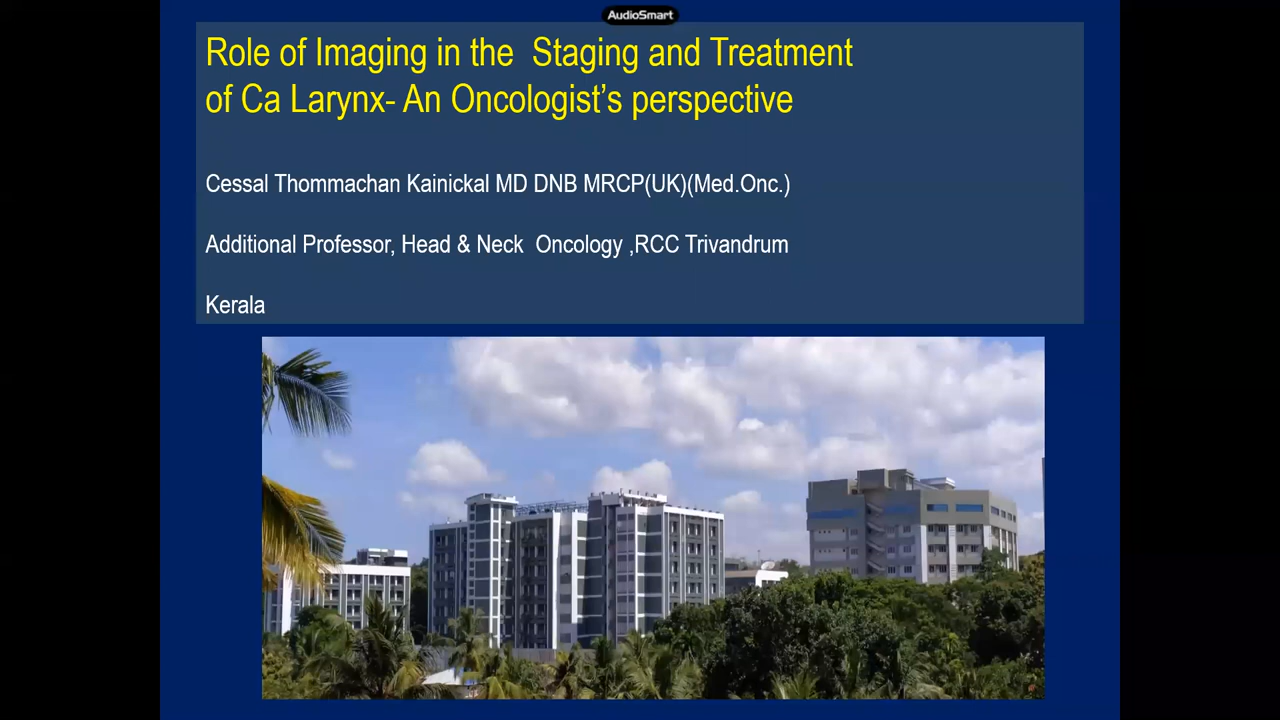 AudioSmart
Role of Imaging in the Staging and Treatment
of Ca Larynx- An Oncologist’s perspective
Cessal Thommachan Kainickal MD DNB MRCP(UK)(Med.Onc.)
Additional Professor, Head & Neck Oncology ,RCC Trivandrum
Kerala